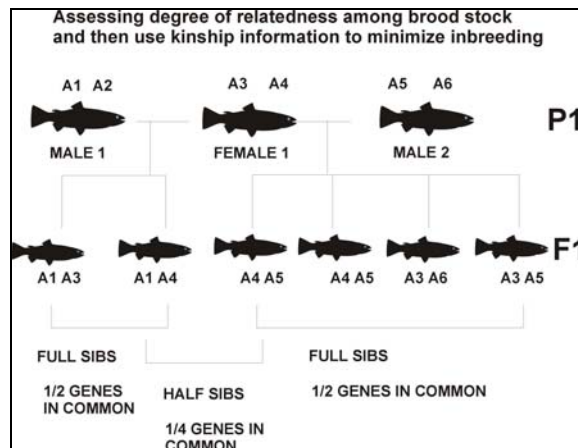 Assessing degree of relatedness among brood stock
and then use kinship information to minimize inbreeding
A1 A2
A3 A4
A5 A6
P1
MALE 1
FEMALE 1
MALE 2
F1
A1 A3
A1 A4
A4 A5
A4 A5
A3 A6
A3 A5
FULL SIBS
1/2 GENES
IN COMMON
HALF SIBS
1/4 GENES IN
COMMON
FULL SIBS
1/2 GENES IN COMMON